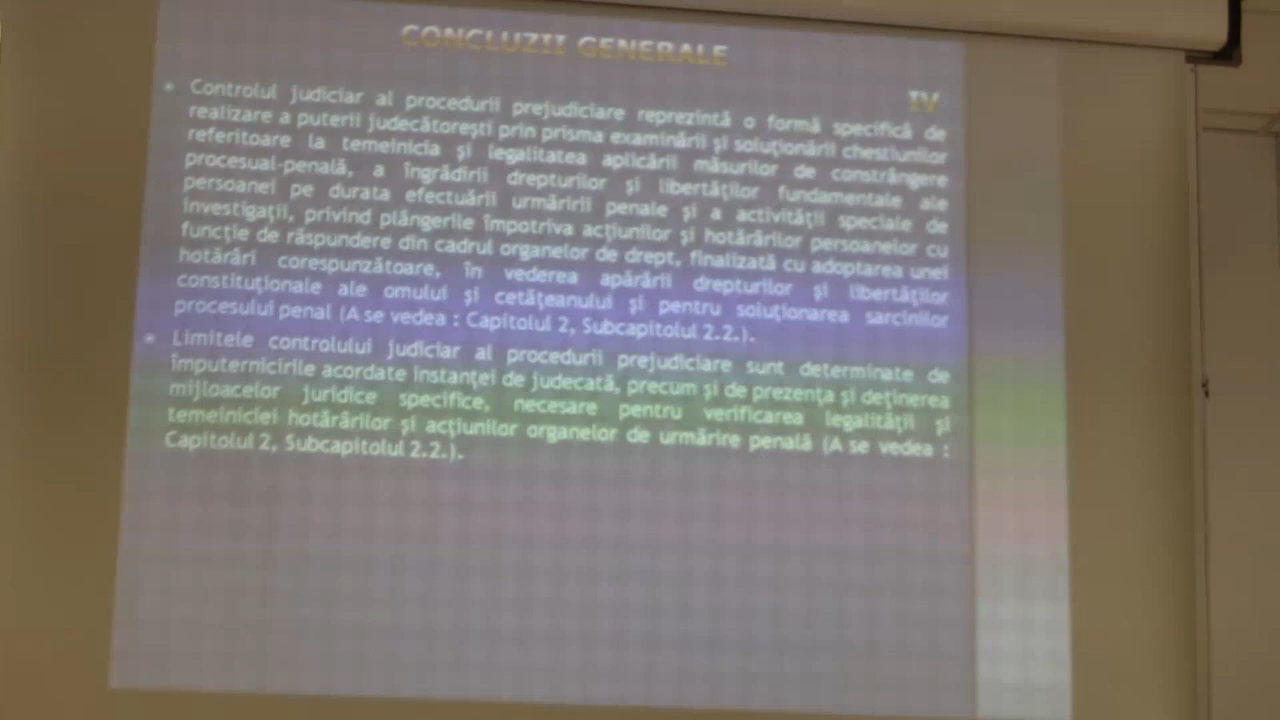 CONCLUZII GENERALE
IV
• Controlul judiciar al procedurii prejudiciare reprezintă o formă specifică de
realizare a puterii judecătoreşti prin prisma examinării şi soluţionării chestiunilor
referitoare la temeinicia şi legalitatea aplicării măsurilor de constrângere
procesual-penală, a îngrădirii drepturilor şi libertăţilor fundamentale ale
persoanei pe durata efectuării urmăririi penale şi a activităţii speciale de
investigaţii, privind plângerile împotriva acţiunilor şi hotărârilor persoanelor cu
funcţie de răspundere din cadrul organelor de drept, finalizată cu adoptarea unei
hotărâri corespunzătoare, în vederea apărării drepturilor şi libertăţilor
constituţionale ale omului şi cetăţeanului şi pentru soluţionarea sarcinilor
procesului penal (A se vedea : Capitolul 2, Subcapitolul 2.2.).
• Limitele controlului judiciar al procedurii prejudiciare sunt determinate de
împuternicirile acordate instanţei de judecată, precum şi de prezenţa şi deţinerea
mijloacelor juridice specifice, necesare pentru verificarea legalităţii şi
temeiniciei hotărârilor şi acţiunilor organelor de urmărire penală (A se vedea :
Capitolul 2, Subcapitolul 2.2.).